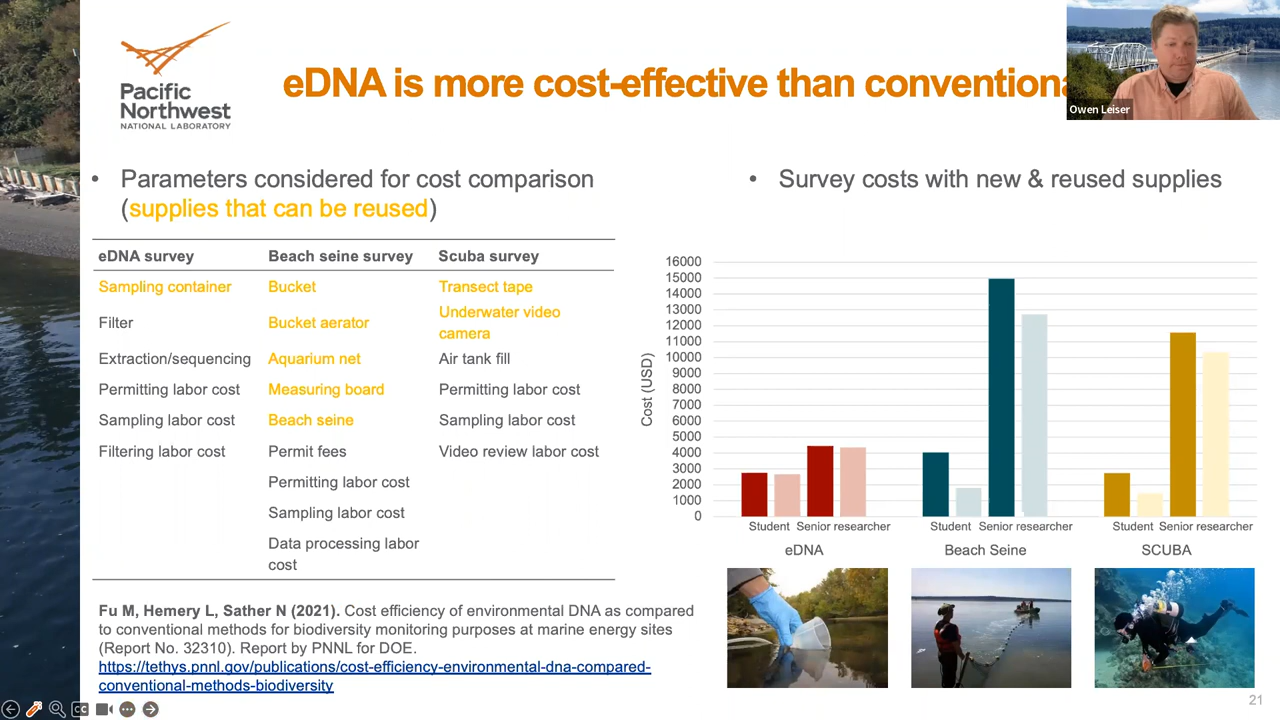 Pacific
Northwest
NATIONAL LABORATORY
eDNA is more cost-effective than conventiona
Owen Leiser
• Parameters considered for cost comparison
(supplies that can be reused)
eDNA survey Beach seine survey Scuba survey
Sampling container Bucket Transect tape
Filter Bucket aerator Underwater video
camera
Extraction/sequencing Aquarium net Air tank fill
Permitting labor cost Measuring board Permitting labor cost
Sampling labor cost Beach seine Sampling labor cost
Filtering labor cost Permit fees Video review labor cost
Permitting labor cost
Sampling labor cost
Data processing labor
cost
• Survey costs with new & reused supplies
Cost (USD)
16000
15000
14000
13000
12000
11000
10000
9000
8000
7000
6000
5000
4000
3000
2000
1000
0
Student Senior researcher Student Senior researcher Student Senior researcher
eDNA Beach Seine SCUBA
Fu M, Hemery L, Sather N (2021). Cost efficiency of environmental DNA as compared
to conventional methods for biodiversity monitoring purposes at marine energy sites
(Report No. 32310). Report by PNNL for DOE.
https://tethys.pnnl.gov/publications/cost-efficiency-environmental-dna-compared-
conventional-methods-biodiversity
CC
21